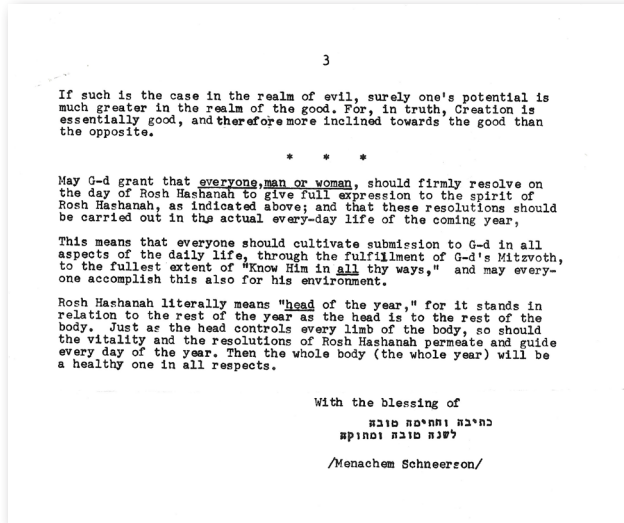 3
If such is the case in the realm of evil, surely one's potential is
much greater in the realm of the good. For, in truth, Creation is
essentially good, and therefore more inclined towards the good than
the opposite.
* * *
May G-d grant that everyone,man or woman, should firmly resolve on
the day of Rosh Hashanah to give full expression to the spirit of
Rosh Hashanah, as indicated above; and that these resolutions should
be carried out in the actual every-day life of the coming year,
This means that everyone should cultivate submission to G-d in all
aspects of the daily life, through the fulfillment of G-d's Mitzvoth,
to the fullest extent of "Know Him in all thy ways," and may every-
one accomplish this also for his environment.
Rosh Hashanah literally means "head of the year," for it stands in
relation to the rest of the year as the head is to the rest of the
body. Just as the head controls every limb of the body, so should
the vitality and the resolutions of Rosh Hashanah permeate and guide
every day of the year. Then the whole body (the whole year) will be
a healthy one in all respects.
With the blessing of
כתיבה וחתימה טובה
לשנה טובה ומתוקה
/Menachem Schneerson/